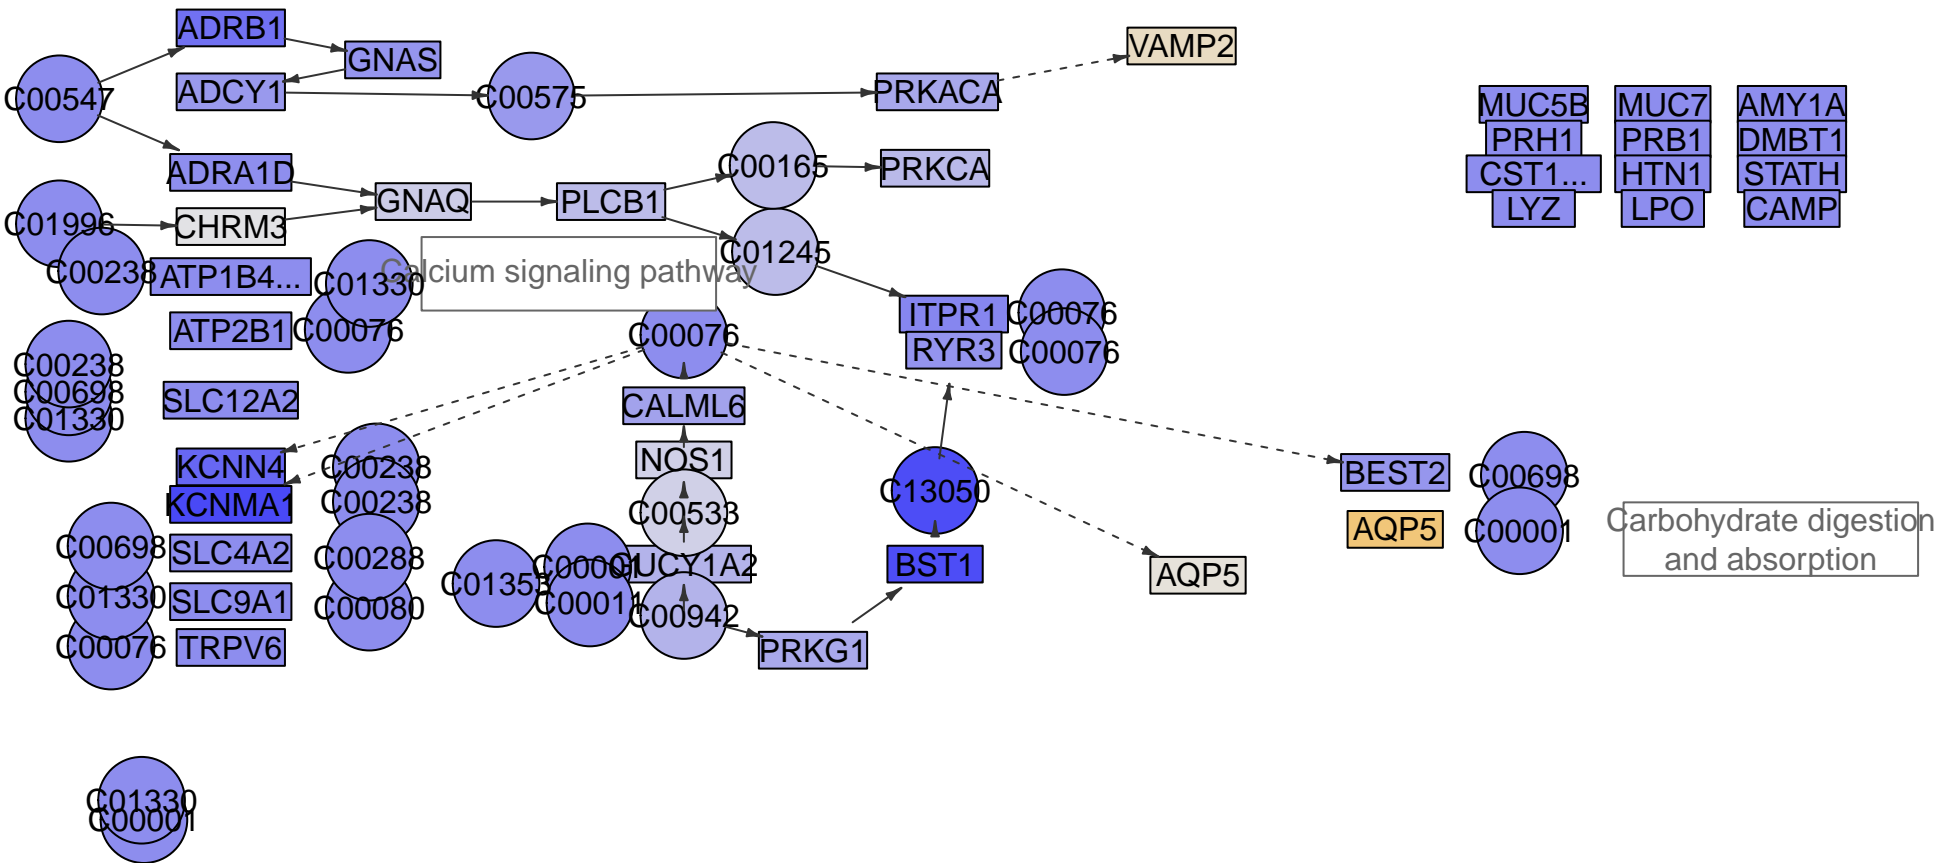 ADRB1
GNAS
VAMP2
C00547
ADCY1
C00575
PRKACA
MUC5B
MUC7
AMY1A
PRH1
PRB1
DMBT1
ADRA1D
C00165
PRKCA
CST1...
HTN1
STATH
GNAQ
PLCB1
LYZ
LPO
CAMP
C01996
CHRM3
C01245
C00238
ATP1B4...
C01330
Calcium signaling pathway
ITPR1
C00076
ATP2B1
C00076
C00076
RYR3
C00076
C00238
C00698
C01330
SLC12A2
CALML6
KCNN4
C00238
NOS1
BEST2
C00698
KCNMA1
C00238
C00533
C13050
AQP5
C00001
Carbohydrate digestion
and absorption
C00698
SLC4A2
C00288
C01353
C00001
GUCY1A2
BST1
AQP5
C01330
SLC9A1
C00080
C00011
C00942
C00076
TRPV6
PRKG1
C01330
C00001